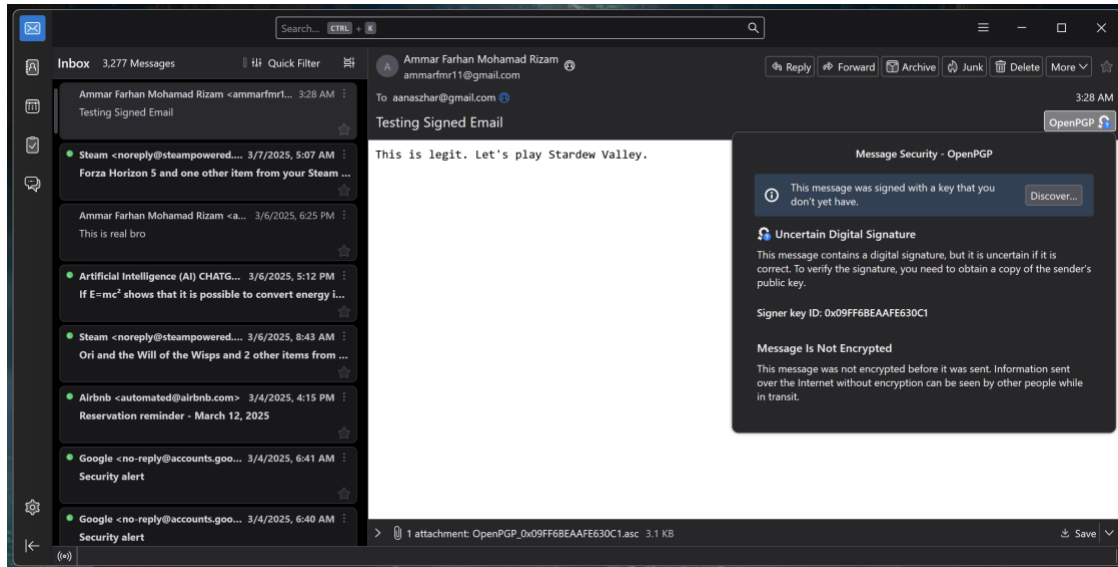 Search... CTRL + K
Inbox 3,277 Messages Quick Filter
Ammar Farhan Mohamad Rizam <ammarfmr1... 3:28 AM
Testing Signed Email
Steam <noreply@steampowered.... 3/7/2025, 5:07 AM
Forza Horizon 5 and one other item from your Steam ...
Ammar Farhan Mohamad Rizam <a... 3/6/2025, 6:25 PM
This is real bro
Artificial Intelligence (AI) CHATG... 3/6/2025, 5:12 PM
If E=mc² shows that it is possible to convert energy i...
Steam <noreply@steampowered.... 3/6/2025, 8:43 AM
Ori and the Will of the Wisps and 2 other items from ...
Airbnb <automated@airbnb.com> 3/4/2025, 4:15 PM
Reservation reminder - March 12, 2025
Google <no-reply@accounts.goo... 3/4/2025, 6:41 AM
Security alert
Google <no-reply@accounts.goo... 3/4/2025, 6:40 AM
Security alert
A
Ammar Farhan Mohamad Rizam
ammarfmr11@gmail.com
Reply Forward Archive Junk Delete More
To aanaszhar@gmail.com
3:28 AM
Testing Signed Email
OpenPGP
This is legit. Let's play Stardew Valley.
Message Security - OpenPGP
This message was signed with a key that you
don't yet have.
Discover...
Uncertain Digital Signature
This message contains a digital signature, but it is uncertain if it is
correct. To verify the signature, you need to obtain a copy of the sender's
public key.
Signer key ID: 0x09FF6BEAAFE630C1
Message Is Not Encrypted
This message was not encrypted before it was sent. Information sent
over the Internet without encryption can be seen by other people while
in transit.
1 attachment: OpenPGP_0x09FF6BEAAFE630C1.asc 3.1 KB
Save